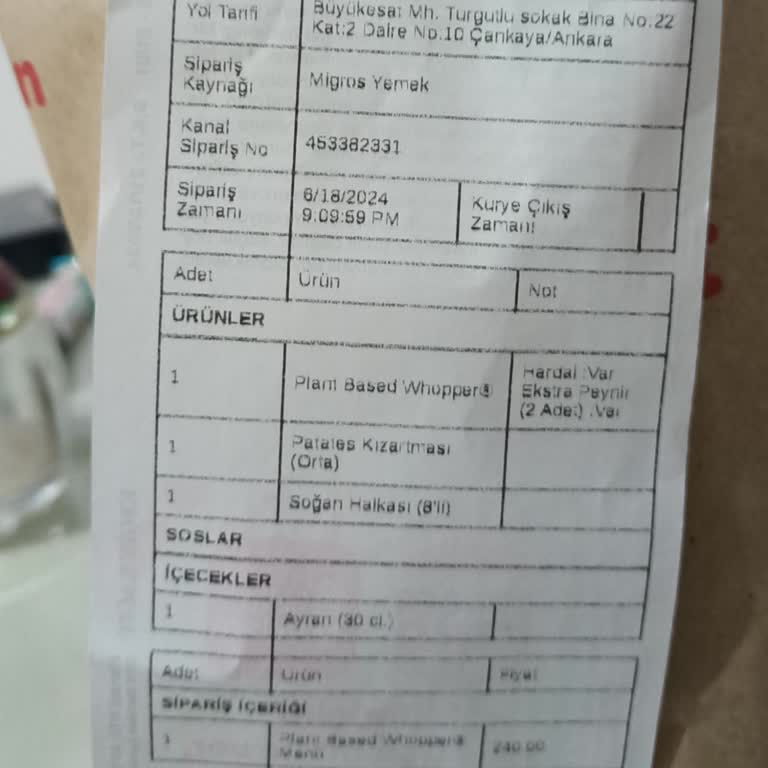 Yol Tarifi
Büyükesat Mh. Turgutlu sokak Bina No.22
Kat:2 Daire No.10 Çankaya/Ankara
Sipariş
Kaynağı
Migros Yemek
Kanal
Sipariş No
453382331
Sipariş
Zamanı
6/18/2024
9:09:59 PM
Kurye Çıkış
Zamanı
Adet
Ürün
Not
ÜRÜNLER
1
Plant Based Whopper®
Hardal :Var
Ekstra Peynir
(2 Adet) :Var
1
Patates Kızartması
(Orta)
1
Soğan Halkası (8'li)
SOSLAR
İÇECEKLER
1
Ayran (30 cl.)
Adet
Ürün
Fiyat
SİPARİŞ İÇERİĞİ
1
Plant Based Whopper®
Menü
240.00
n